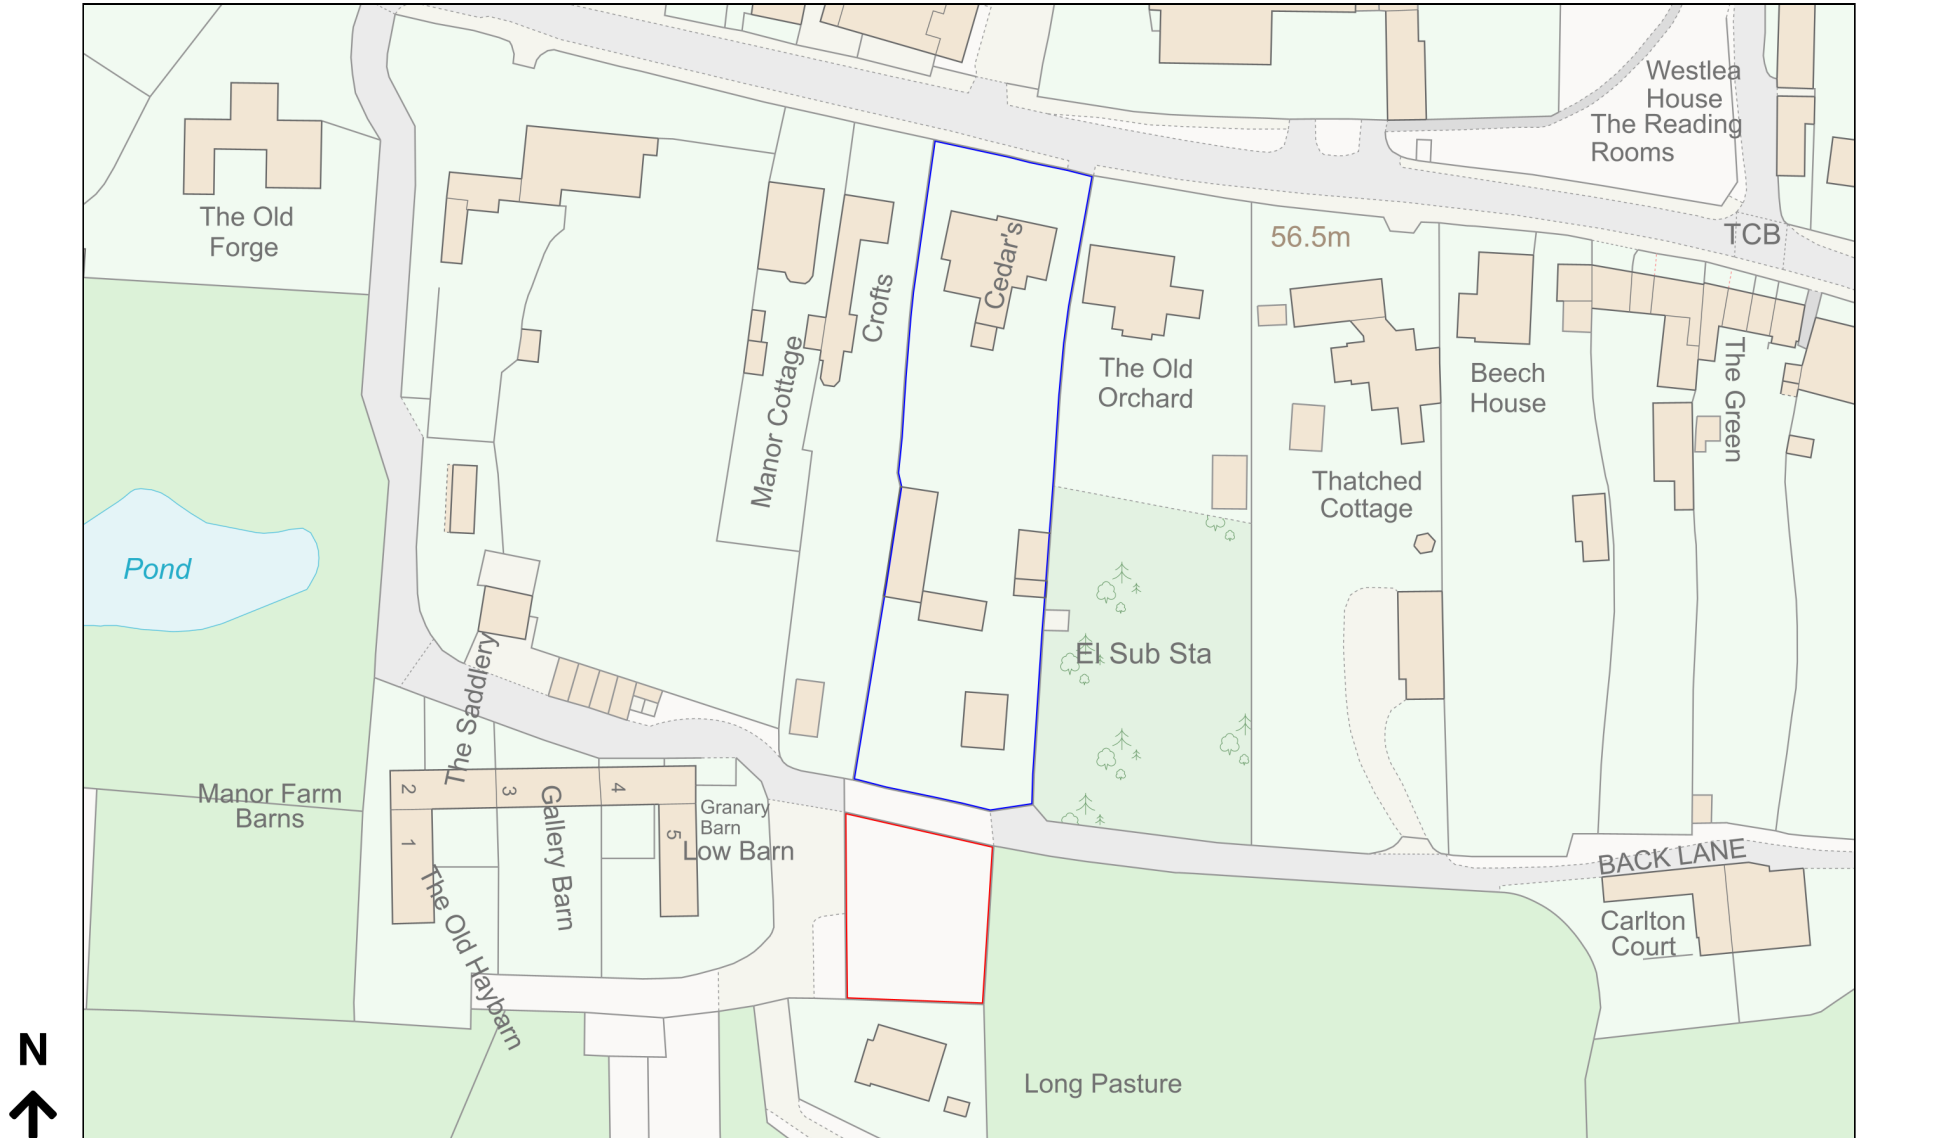 Westlea
House
The Reading
Rooms
The Old
Forge
Cedar's
56.5m
TCB
Crofts
Manor Cottage
The Old
Orchard
Beech
House
The Green
Thatched
Cottage
Pond
El Sub Sta
The Saddlery
Manor Farm
Barns
2
3
4
1
5
Gallery Barn
Granary
Barn
Low Barn
The Old Haybarn
BACK LANE
Carlton
Court
Long Pasture
N